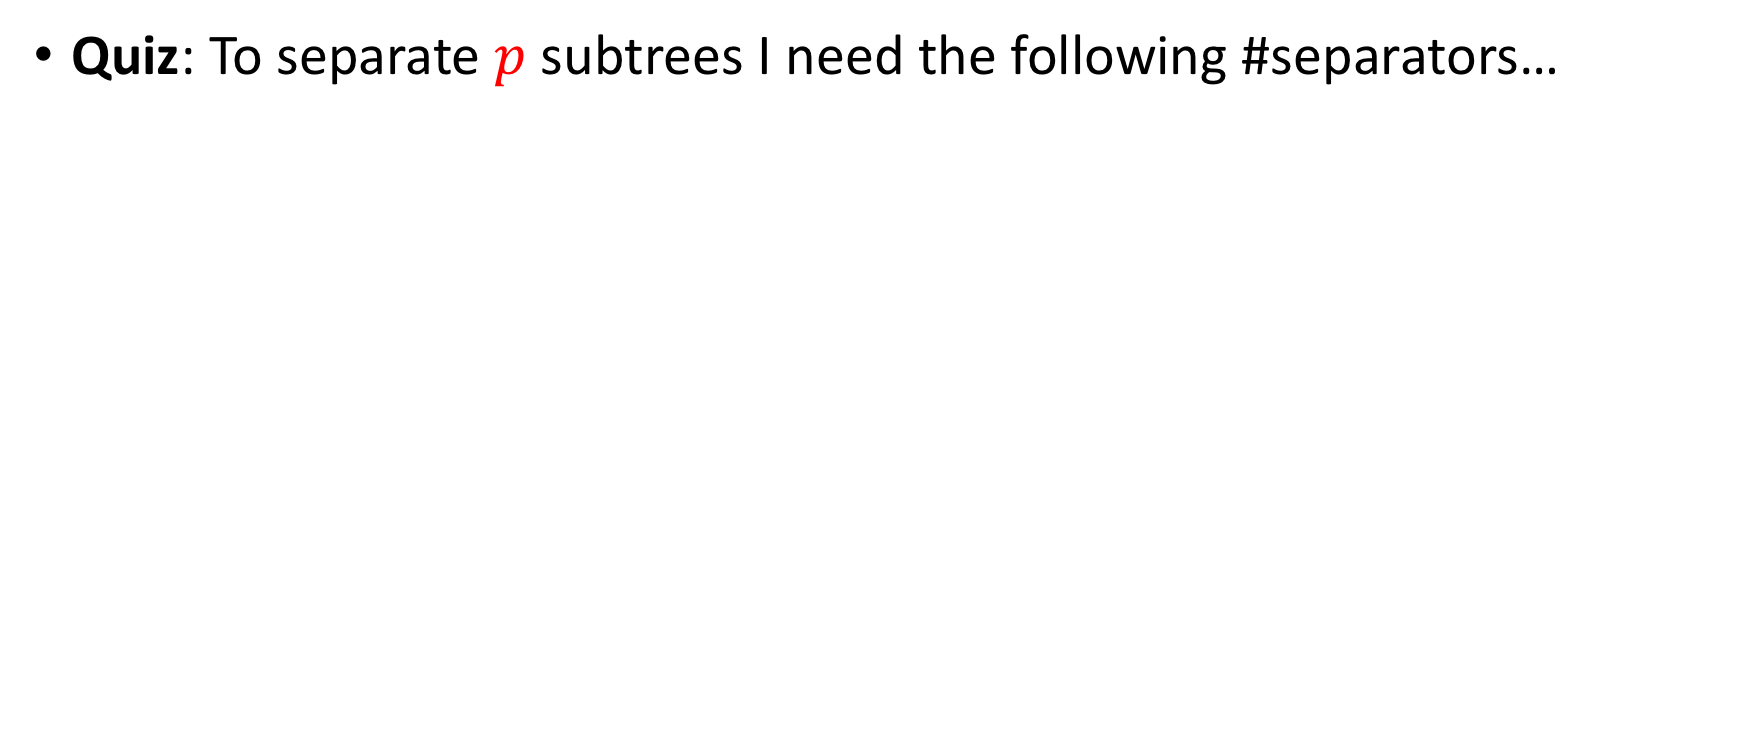 • Quiz: To separate p subtrees I need the following #separators…